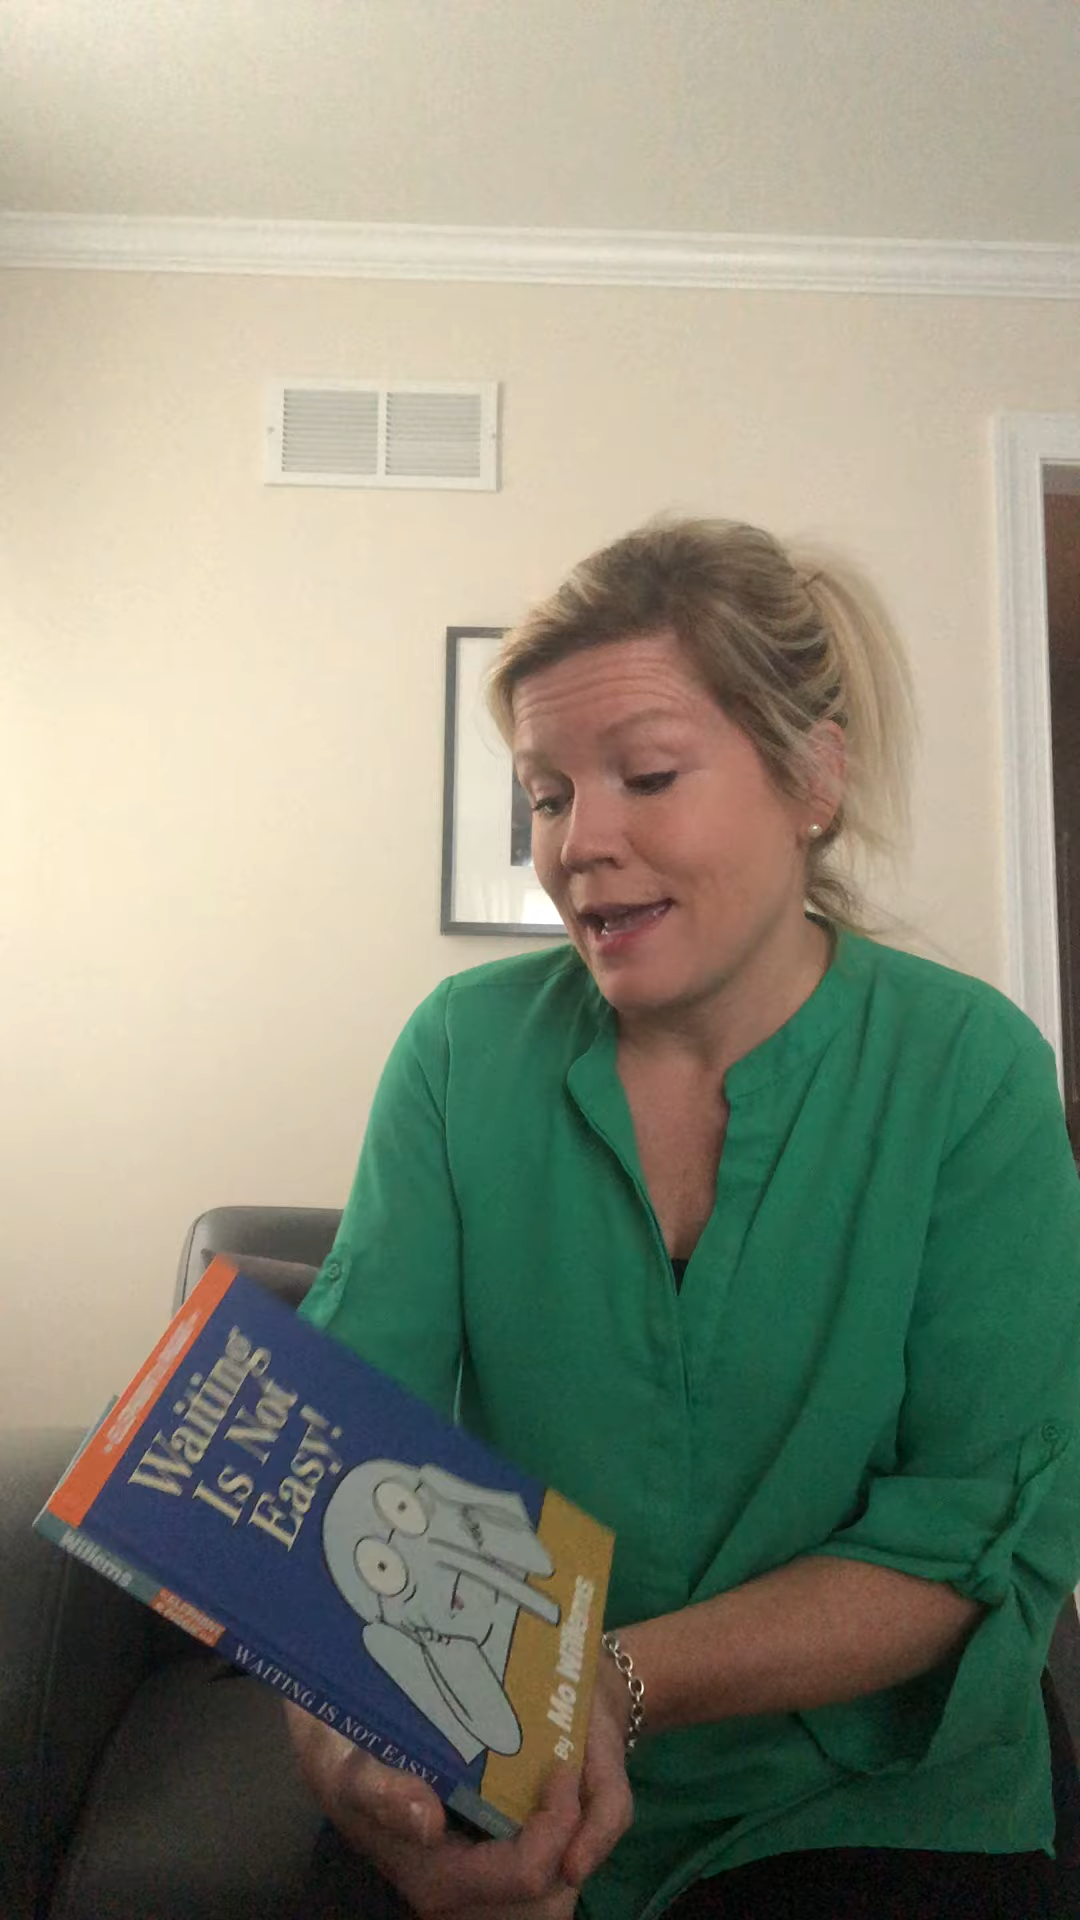 Waiting
Is Not
Easy!
By Mo Willems
Willems
WAITING IS NOT EASY!